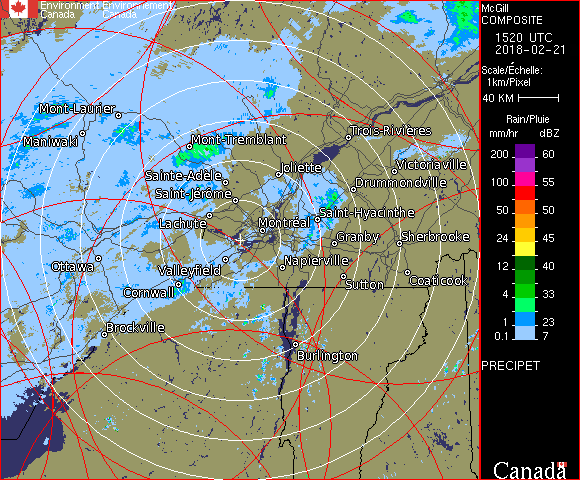 Environment Environnement
Canada Canada
McGill
COMPOSITE
1520 UTC
2018-02-21
Scale/Échelle:
1km/Pixel
40 KM
Rain/Pluie
mm/hr dBZ
200 60
100 55
50 50
24 45
12 40
4 33
1 23
0.1 7
PRECIPET
Mont-Laurier
Maniwaki
Mont-Tremblant
Trois-Rivières
Sainte-Adèle
Joliette
Victoriaville
Saint-Jérôme
Drummondville
Lachute
Montréal
Saint-Hyacinthe
Granby
Sherbrooke
Ottawa
Valleyfield
Napierville
Cornwall
Sutton
Coaticook
Brockville
Burlington
Canada